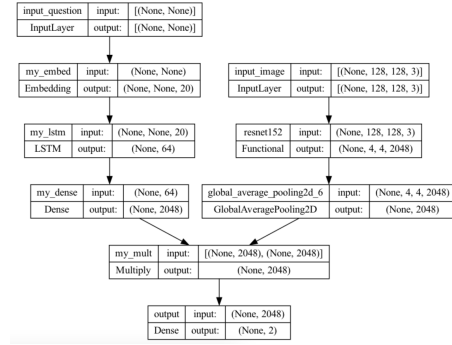 input_question input: [(None, None)]
InputLayer output: [(None, None)]
my_embed input: (None, None)
Embedding output: (None, None, 20)
input_image input: [(None, 128, 128, 3)]
InputLayer output: [(None, 128, 128, 3)]
my_lstm input: (None, None, 20)
LSTM output: (None, 64)
resnet152 input: (None, 128, 128, 3)
Functional output: (None, 4, 4, 2048)
my_dense input: (None, 64)
Dense output: (None, 2048)
global_average_pooling2d_6 input: (None, 4, 4, 2048)
GlobalAveragePooling2D output: (None, 2048)
my_mult input: [(None, 2048), (None, 2048)]
Multiply output: (None, 2048)
output input: (None, 2048)
Dense output: (None, 2)